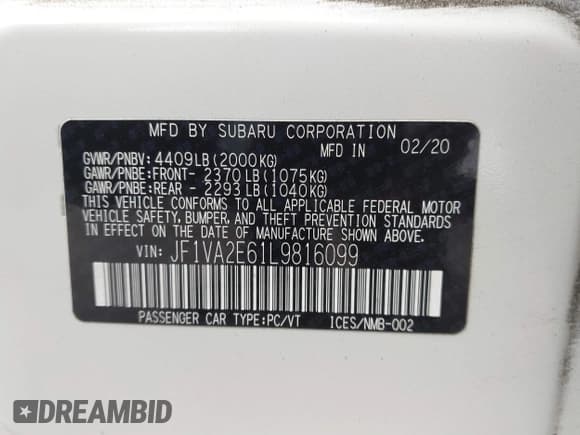 MFD BY SUBARU CORPORATION
MFD IN 02/20
GVWR/PNBV: 4409LB(2000KG)
GAWR/PNBE:FRONT- 2370LB(1075KG)
GAWR/PNBE:REAR - 2293LB(1040KG)
THIS VEHICLE CONFORMS TO ALL APPLICABLE FEDERAL MOTOR
VEHICLE SAFETY, BUMPER, AND THEFT PREVENTION STANDARDS
IN EFFECT ON THE DATE OF MANUFACTURE SHOWN ABOVE.
VIN: JF1VA2E61L9816099
PASSENGER CAR TYPE:PC/VT ICES/NMB-002
DREAMBID